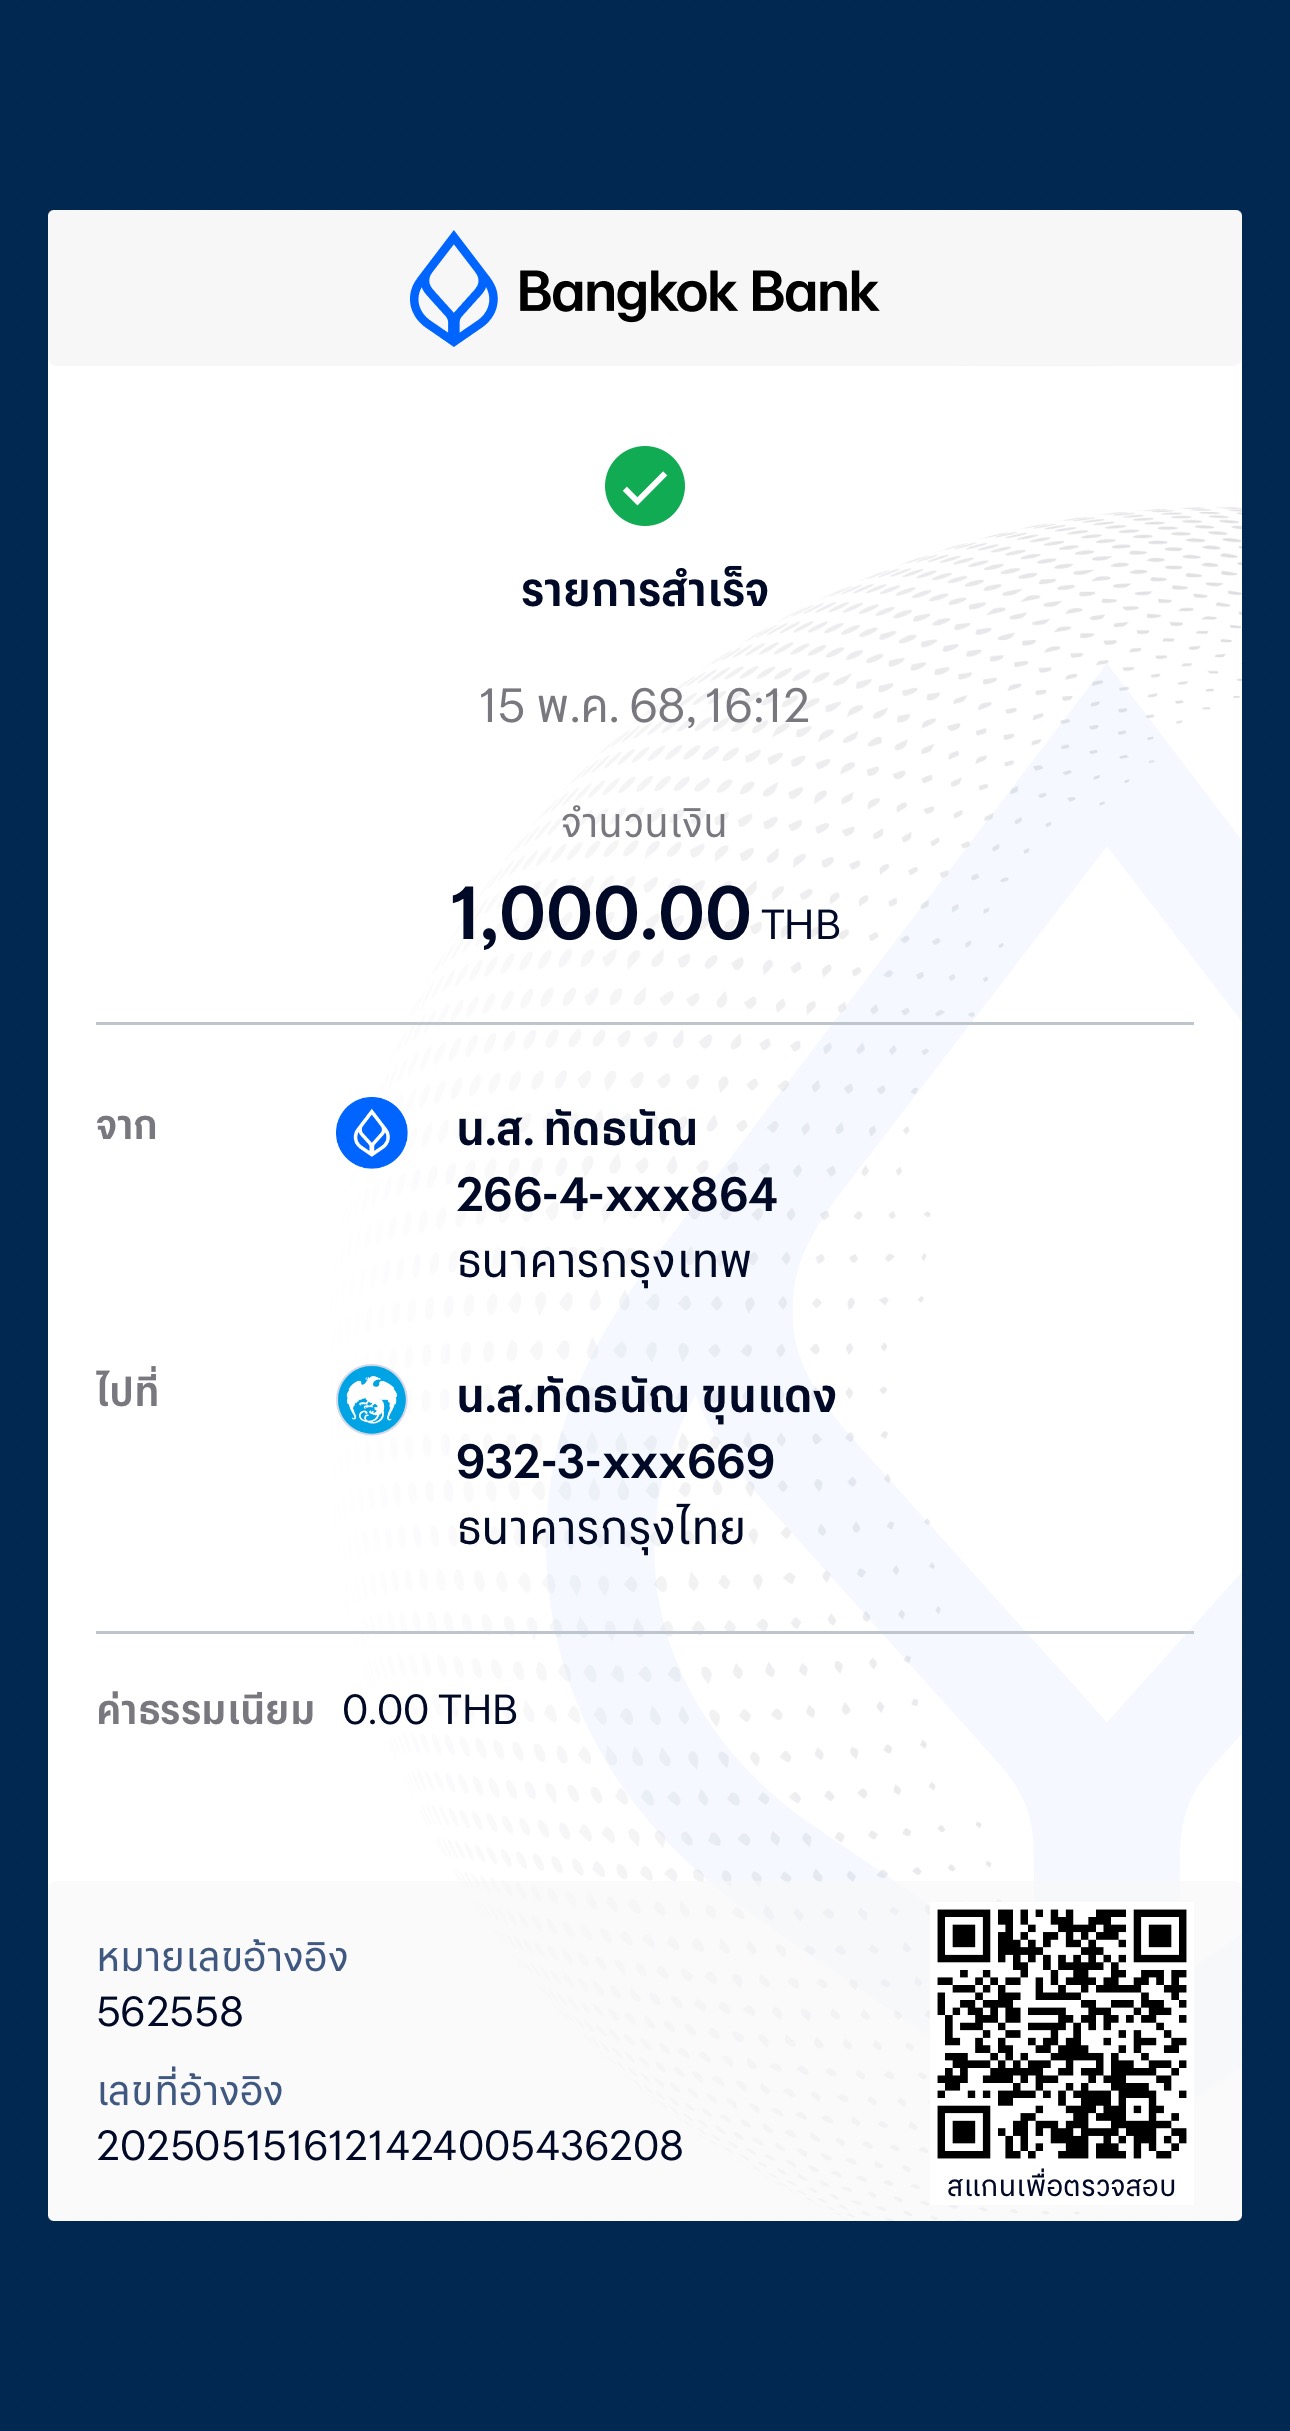 Bangkok Bank
รายการสำเร็จ
15 พ.ค. 68, 16:12
จำนวนเงิน
1,000.00 THB
จาก
น.ส. ทัดธนัณ
266-4-xxx864
ธนาคารกรุงเทพ
ไปที่
น.ส.ทัดธนัณ ขุนแดง
932-3-xxx669
ธนาคารกรุงไทย
ค่าธรรมเนียม 0.00 THB
หมายเลขอ้างอิง
562558
เลขที่อ้างอิง
2025051516121424005436208
สแกนเพื่อตรวจสอบ